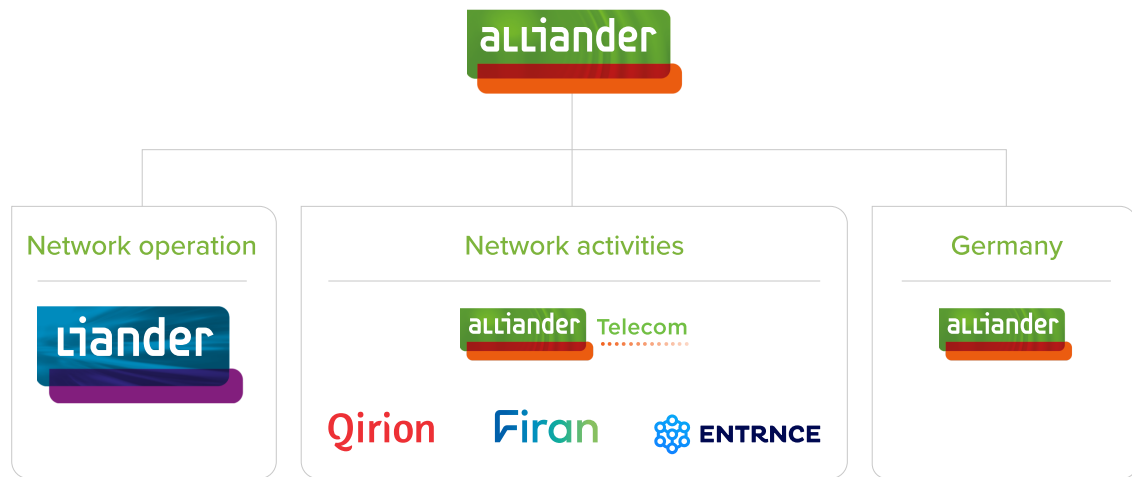 alliander
Network operation
Network activities
Germany
liander
alliander Telecom
alliander
Qirion
Firan
ENTRNCE